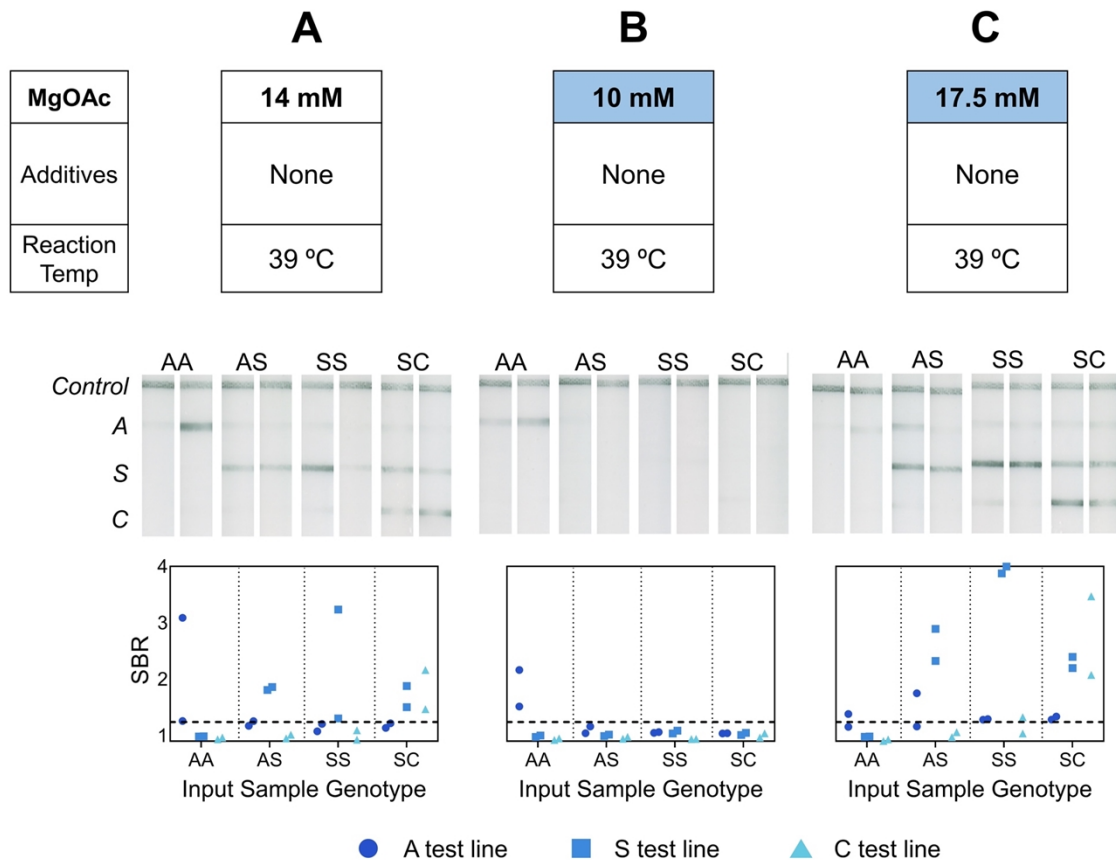 A B C
MgOAc 14 mM 10 mM 17.5 mM
Additives None None None
Reaction
Temp 39 ºC 39 ºC 39 ºC
AA AS SS SC AA AS SS SC AA AS SS SC
Control
A
S
C
4
3
2
1
SBR
AA AS SS SC AA AS SS SC AA AS SS SC
Input Sample Genotype Input Sample Genotype Input Sample Genotype
A test line S test line C test line